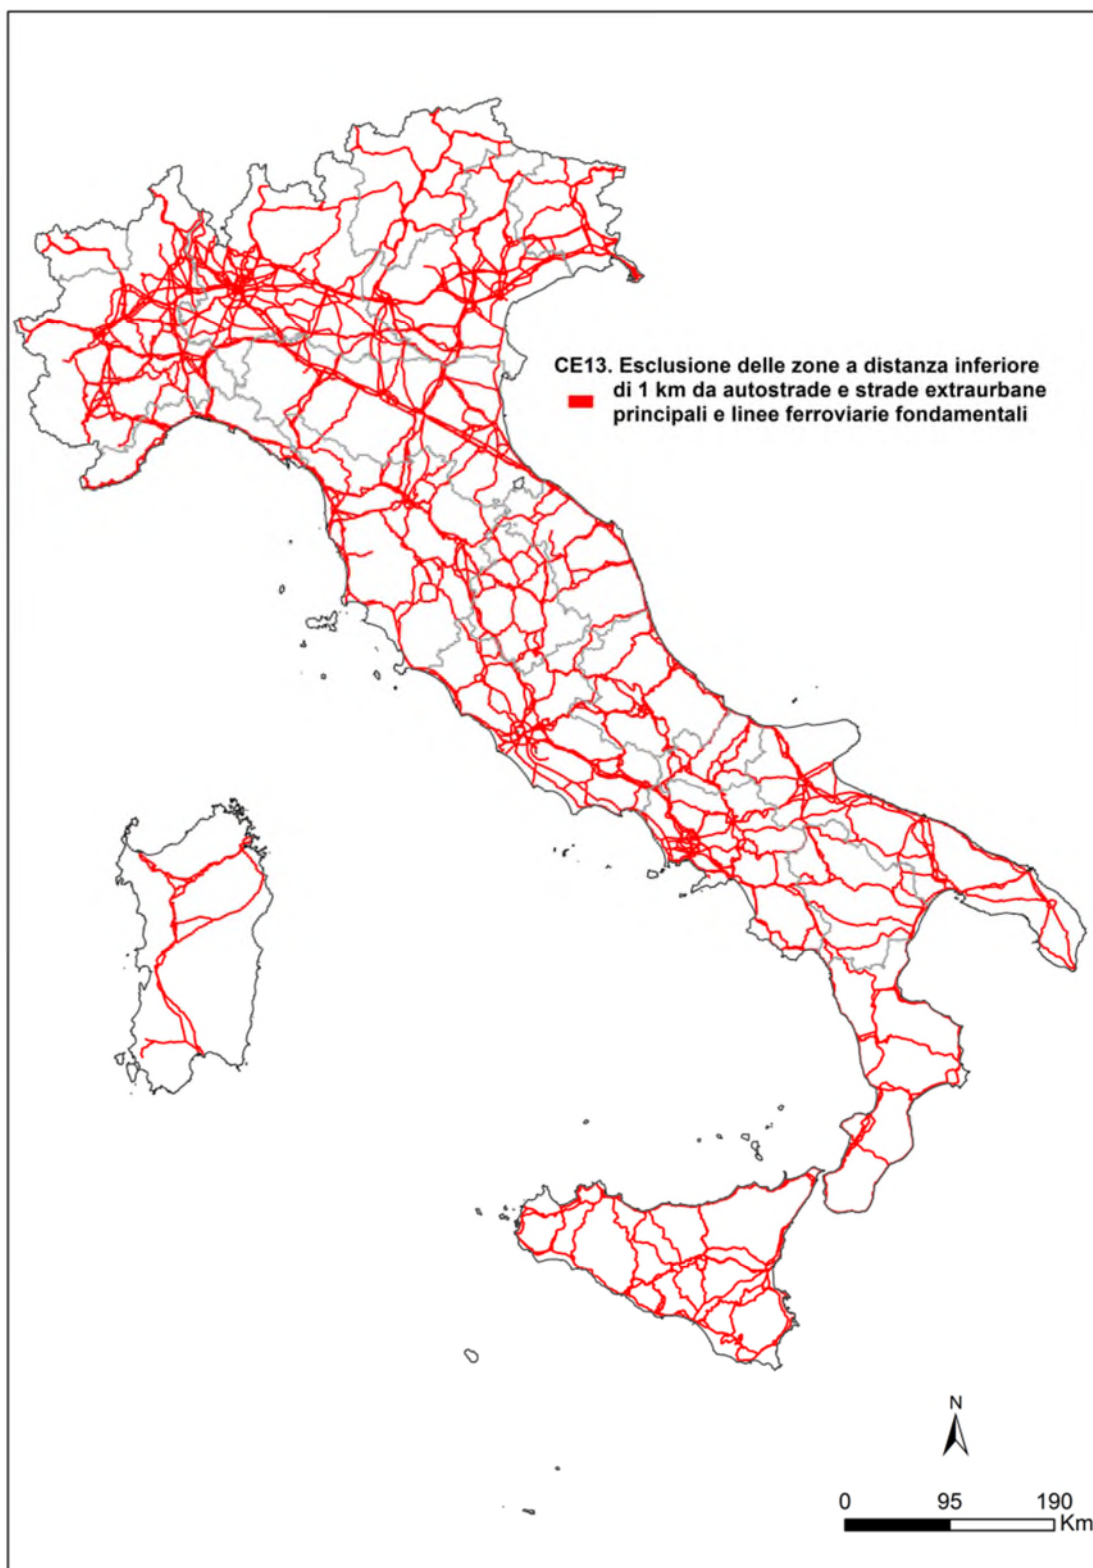 CE13. Esclusione delle zone a distanza inferiore
di 1 km da autostrade e strade extraurbane
principali e linee ferroviarie fondamentali
N
0 95 190
Km